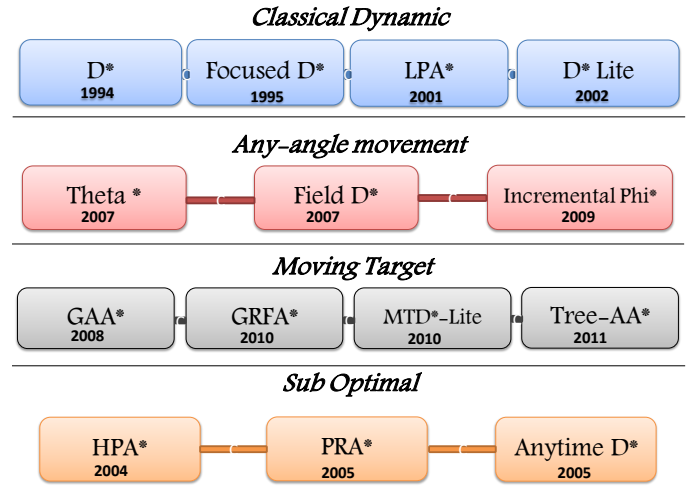 Classical Dynamic
D* Focused D* LPA* D* Lite
1994 1995 2001 2002
Any-angle movement
Theta * Field D* Incremental Phi*
2007 2007 2009
Moving Target
GAA* GRFA* MTD*-Lite Tree-AA*
2008 2010 2010 2011
Sub Optimal
HPA* PRA* Anytime D*
2004 2005 2005